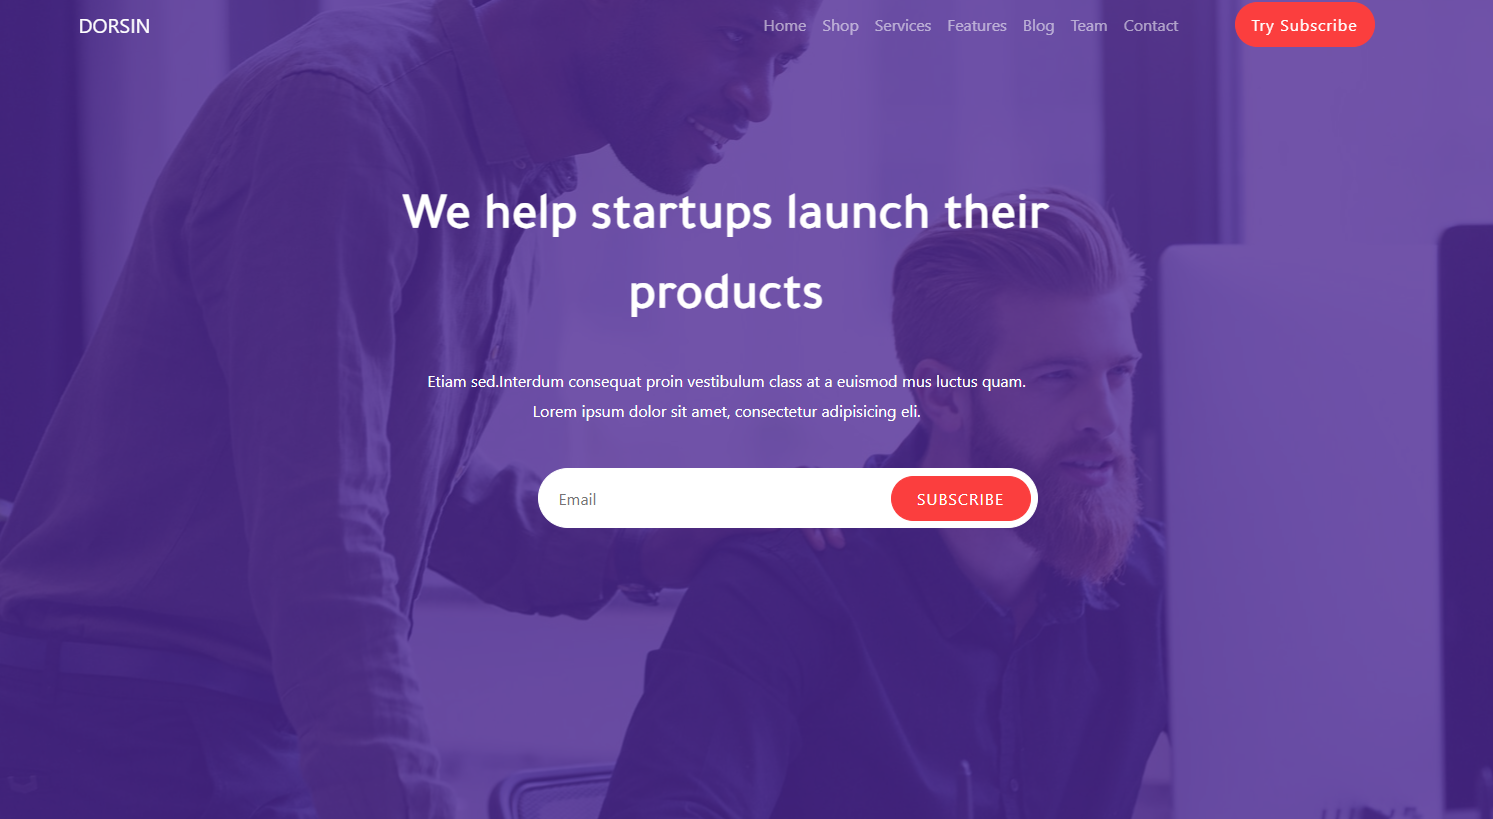 DORSIN Home Shop Services Features Blog Team Contact Try Subscribe
We help startups launch their
products
Etiam sed.Interdum consequat proin vestibulum class at a euismod mus luctus quam.
Lorem ipsum dolor sit amet, consectetur adipisicing eli.
Email SUBSCRIBE